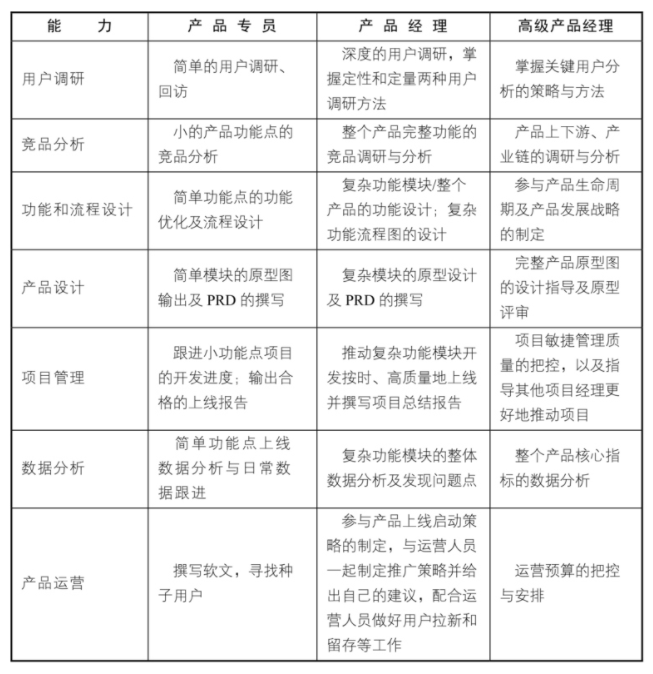 能 力 产 品 专 员 产 品 经 理 高级产品经理
用户调研
简单的用户调研、
回访
深度的用户调研，掌
握定性和定量两种用户
调研方法
掌握关键用户分
析的策略与方法
竞品分析
小的产品功能点的
竞品分析
整个产品完整功能的
竞品调研与分析
产品上下游、产
业链的调研与分析
功能和流程设计
简单功能点的功能
优化及流程设计
复杂功能模块/整个
产品的功能设计；复杂
功能流程图的设计
参与产品生命周
期及产品发展战略
的制定
产品设计
简单模块的原型图
输出及 PRD 的撰写
复杂模块的原型设计
及 PRD 的撰写
完整产品原型图
的设计指导及原型
评审
项目管理
跟进小功能点项目
的开发进度；输出合
格的上线报告
推动复杂功能模块开
发按时、高质量地上线
并撰写项目总结报告
项目敏捷管理质
量的把控，以及指
导其他项目经理更
好地推动项目
数据分析
简单功能点上线
数据分析与日常数
据跟进
复杂功能模块的整体
数据分析及发现问题点
整个产品核心指
标的数据分析
产品运营
撰写软文，寻找种
子用户
参与产品上线启动策
略的制定，与运营人员
一起制定推广策略并给
出自己的建议，配合运
营人员做好用户拉新和
留存等工作
运营预算的把控
与安排